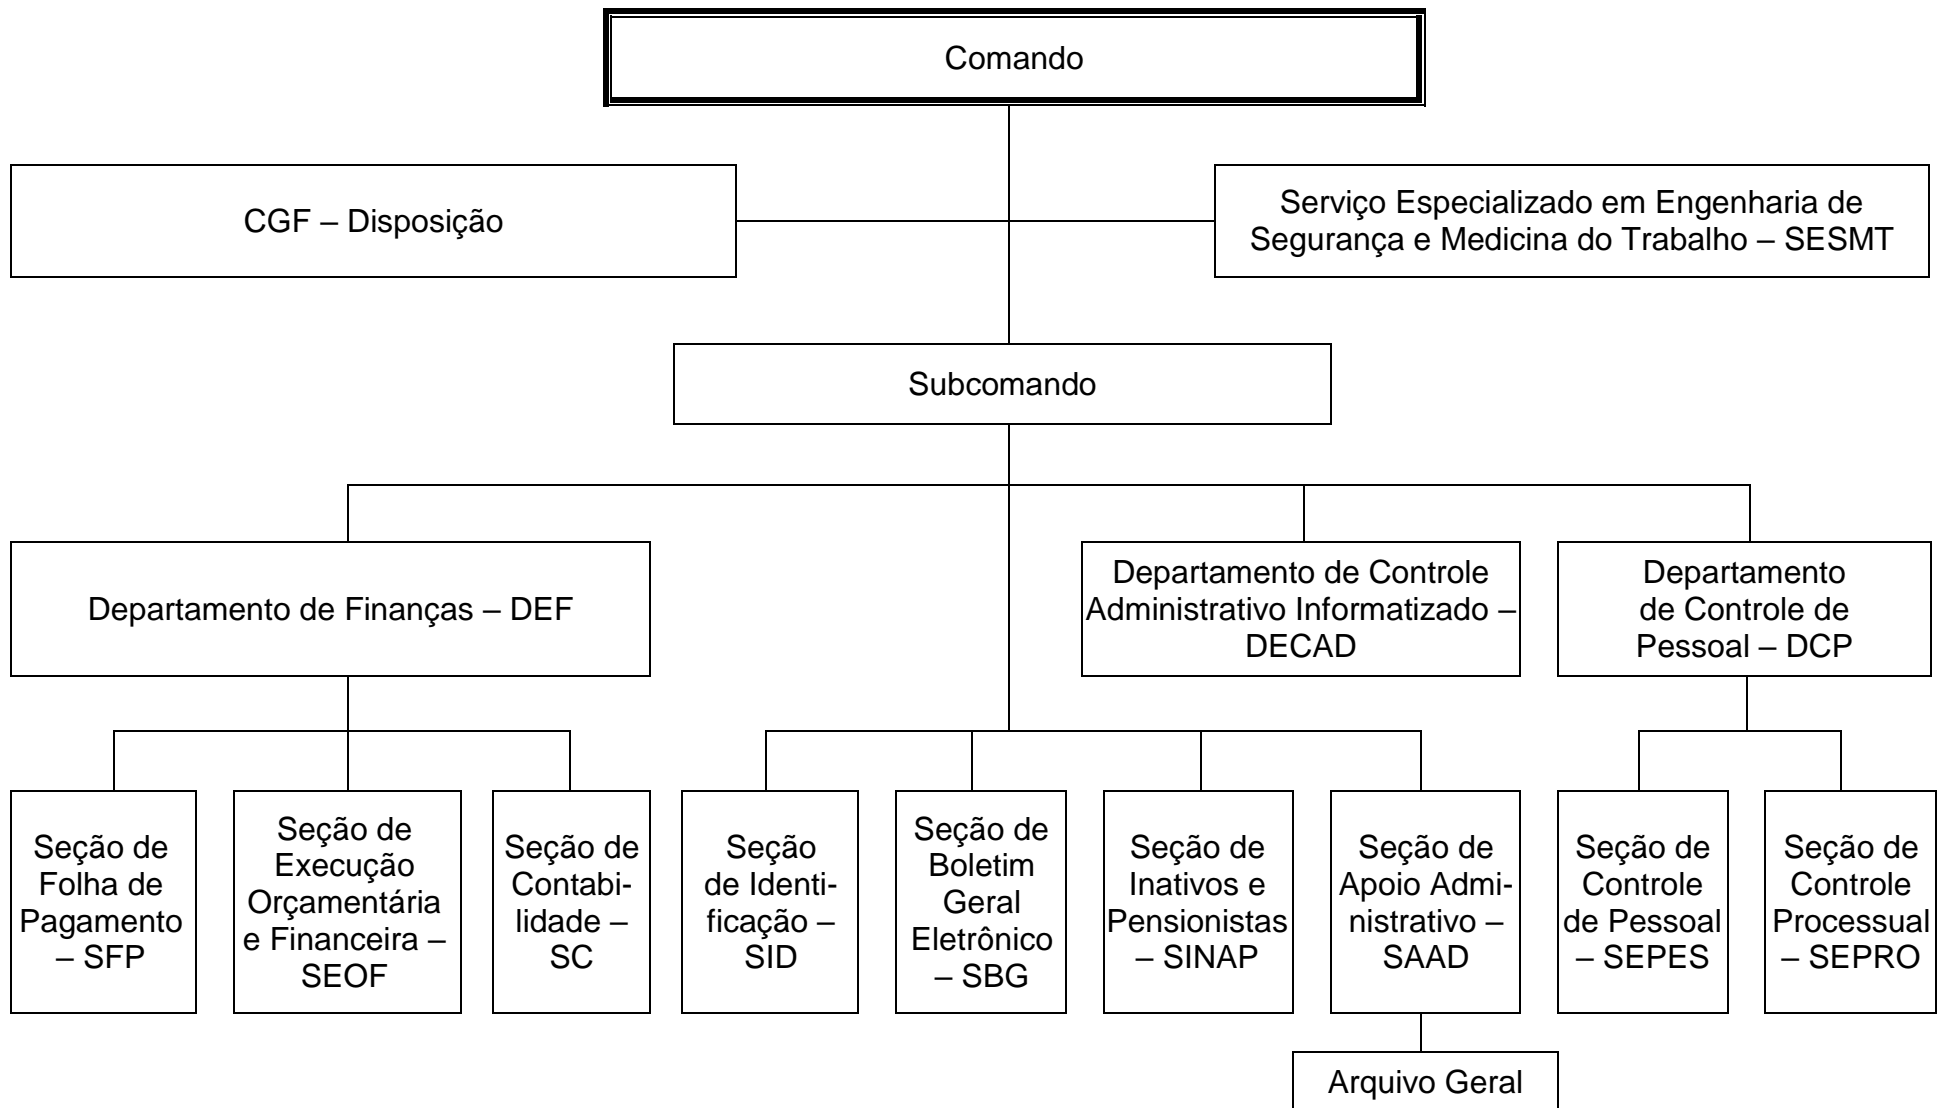 Comando
CGF – Disposição
Serviço Especializado em Engenharia de
Segurança e Medicina do Trabalho – SESMT
Subcomando
Departamento de Finanças – DEF
Departamento de Controle
Administrativo Informatizado –
DECAD
Departamento
de Controle de
Pessoal – DCP
Seção de
Folha de
Pagamento
– SFP
Seção de
Execução
Orçamentária
e Financeira –
SEOF
Seção de
Contabi-
lidade –
SC
Seção
de Identi-
ficação –
SID
Seção de
Boletim
Geral
Eletrônico
– SBG
Seção de
Inativos e
Pensionistas
– SINAP
Seção de
Apoio Admi-
nistrativo –
SAAD
Seção de
Controle
de Pessoal
– SEPES
Seção de
Controle
Processual
– SEPRO
Arquivo Geral